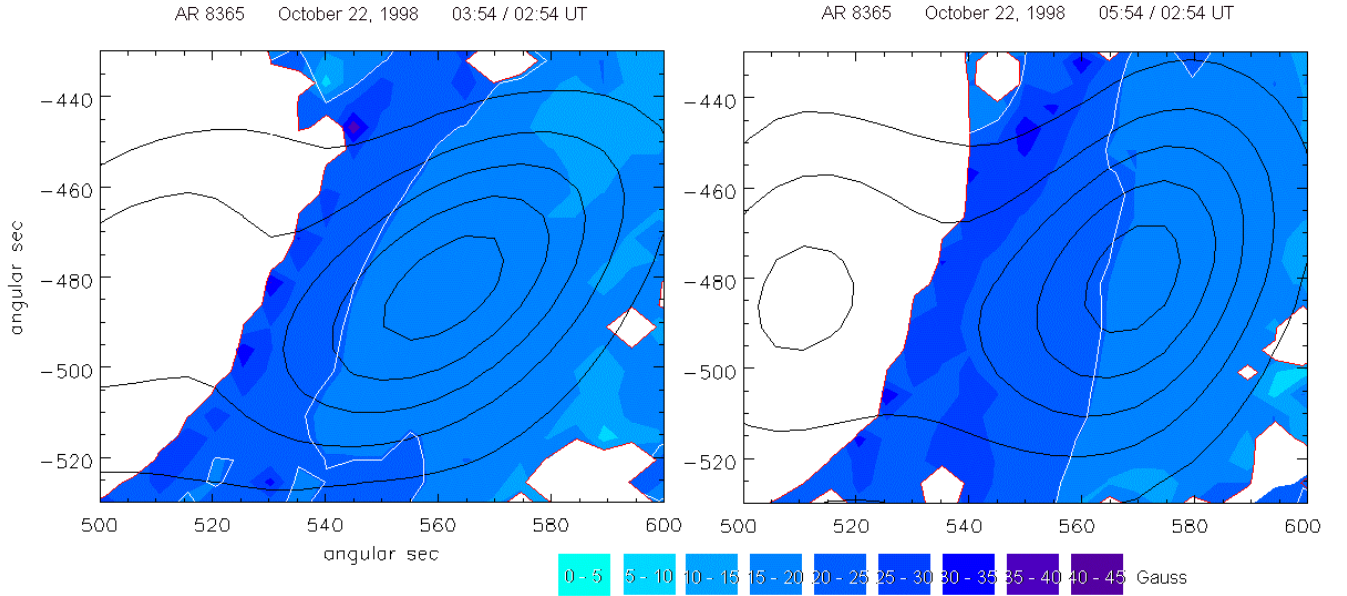 AR 8365 October 22, 1998 03:54 / 02:54 UT
AR 8365 October 22, 1998 05:54 / 02:54 UT
−440
−460
−480
−500
−520
angular sec
500 520 540 560 580 600
angular sec
−440
−460
−480
−500
−520
500 520 540 560 580 600
0 - 5 5 - 10 10 - 15 15 - 20 20 - 25 25 - 30 30 - 35 35 - 40 40 - 45 Gauss